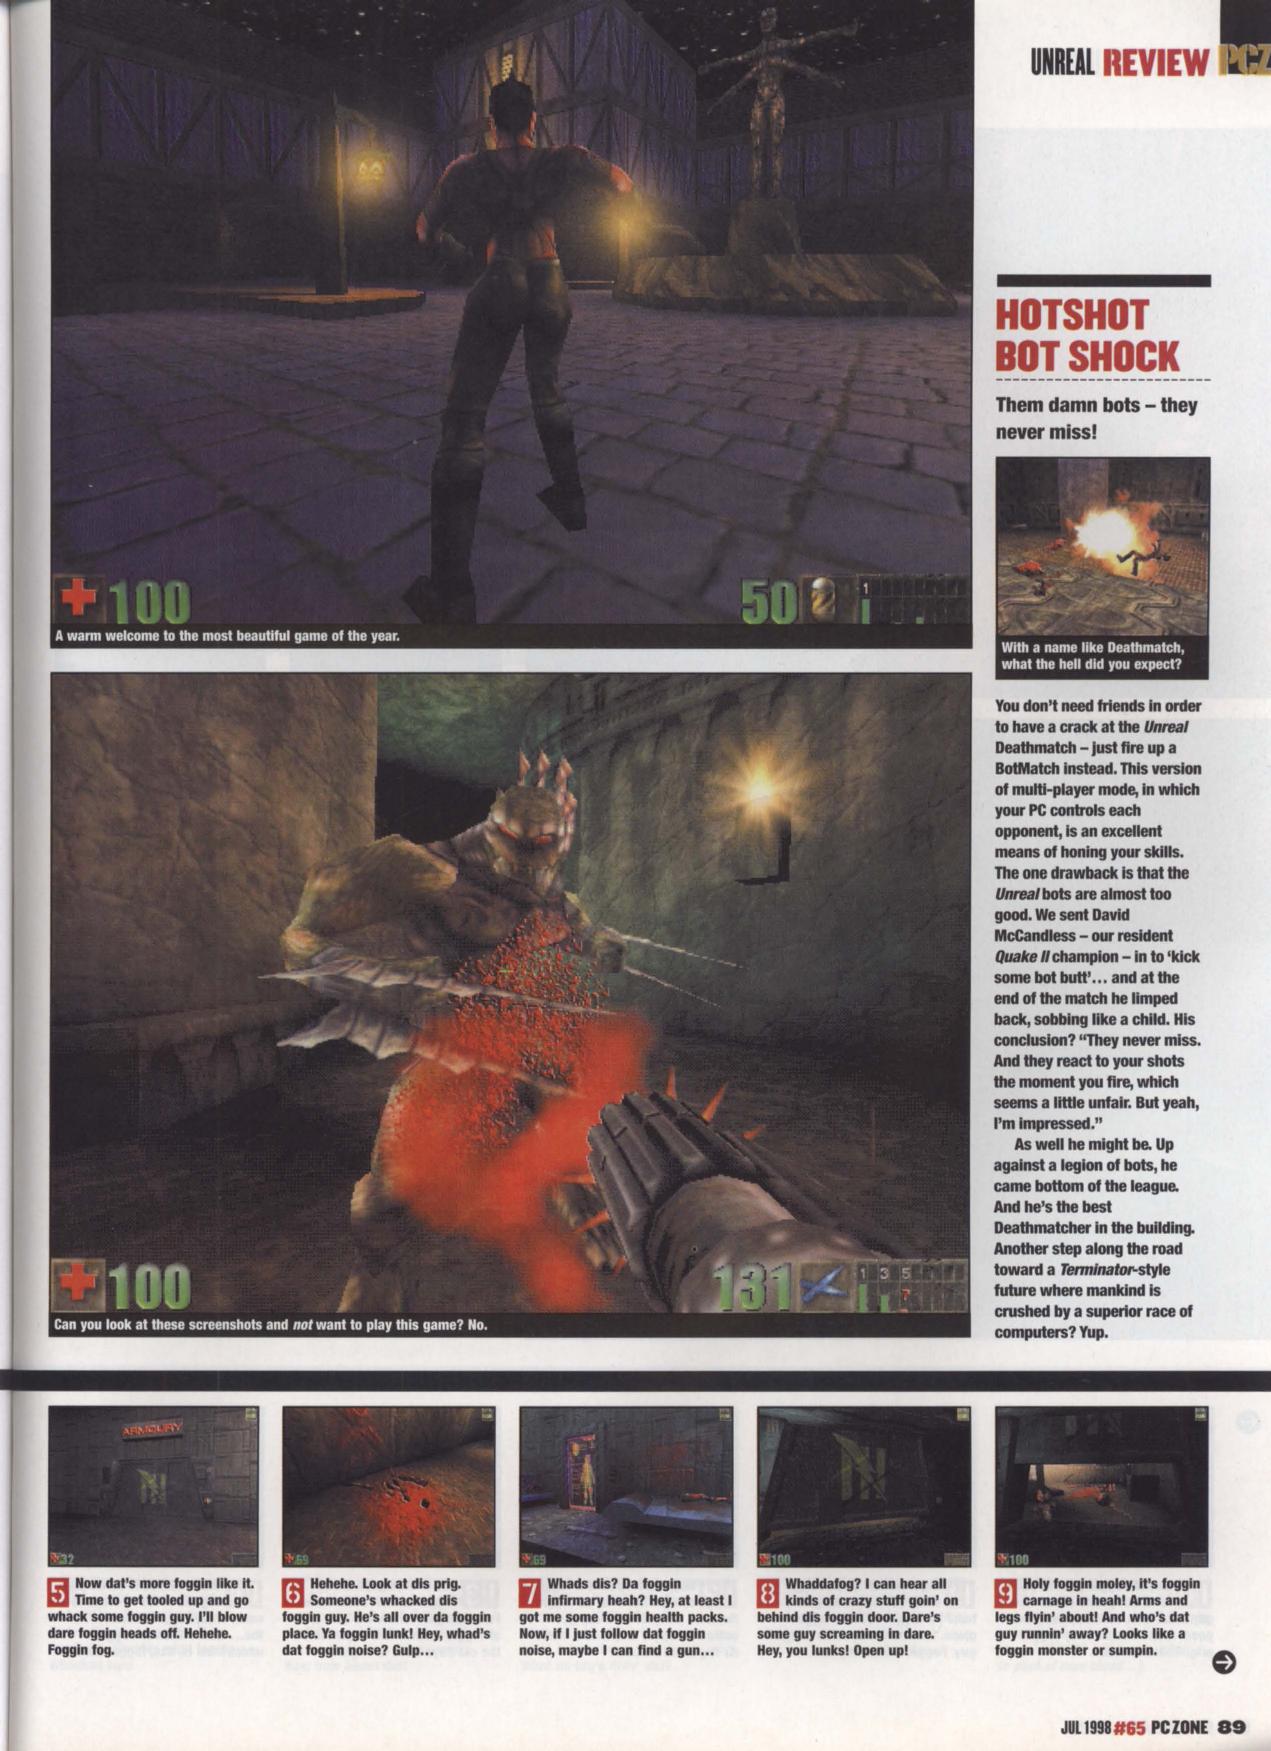 UNREAL REVIEW PCZ
100
50
1
A warm welcome to the most beautiful game of the year.
HOTSHOT
BOT SHOCK
Them damn bots – they
never miss!
With a name like Deathmatch,
what the hell did you expect?
You don't need friends in order
to have a crack at the Unreal
Deathmatch – just fire up a
BotMatch instead. This version
of multi-player mode, in which
your PC controls each
opponent, is an excellent
means of honing your skills.
The one drawback is that the
Unreal bots are almost too
good. We sent David
McCandless – our resident
Quake II champion – in to 'kick
some bot butt'... and at the
end of the match he limped
back, sobbing like a child. His
conclusion? "They never miss.
And they react to your shots
the moment you fire, which
seems a little unfair. But yeah,
I'm impressed."
As well he might be. Up
against a legion of bots, he
came bottom of the league.
And he's the best
Deathmatcher in the building.
Another step along the road
toward a Terminator-style
future where mankind is
crushed by a superior race of
computers? Yup.
100
131
1 3 5
Can you look at these screenshots and not want to play this game? No.
ARMOURY
32
5 Now dat's more foggin like it.
Time to get tooled up and go
whack some foggin guy. I'll blow
dare foggin heads off. Hehehe.
Foggin fog.
69
6 Hehehe. Look at dis prig.
Someone's whacked dis
foggin guy. He's all over da foggin
place. Ya foggin lunk! Hey, whad's
dat foggin noise? Gulp...
69
7 Whads dis? Da foggin
infirmary heah? Hey, at least I
got me some foggin health packs.
Now, if I just follow dat foggin
noise, maybe I can find a gun...
100
8 Whaddafog? I can hear all
kinds of crazy stuff goin' on
behind dis foggin door. Dare's
some guy screaming in dare.
Hey, you lunks! Open up!
100
9 Holy foggin moley, it's foggin
carnage in heah! Arms and
legs flyin' about! And who's dat
guy runnin' away? Looks like a
foggin monster or sumpin.
JUL 1998 #65 PC ZONE 89